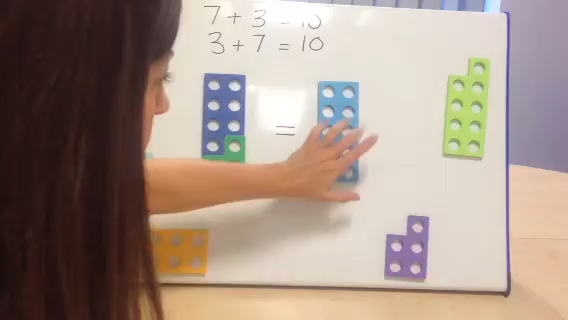 7 + 3 = 10
3 + 7 = 10
=